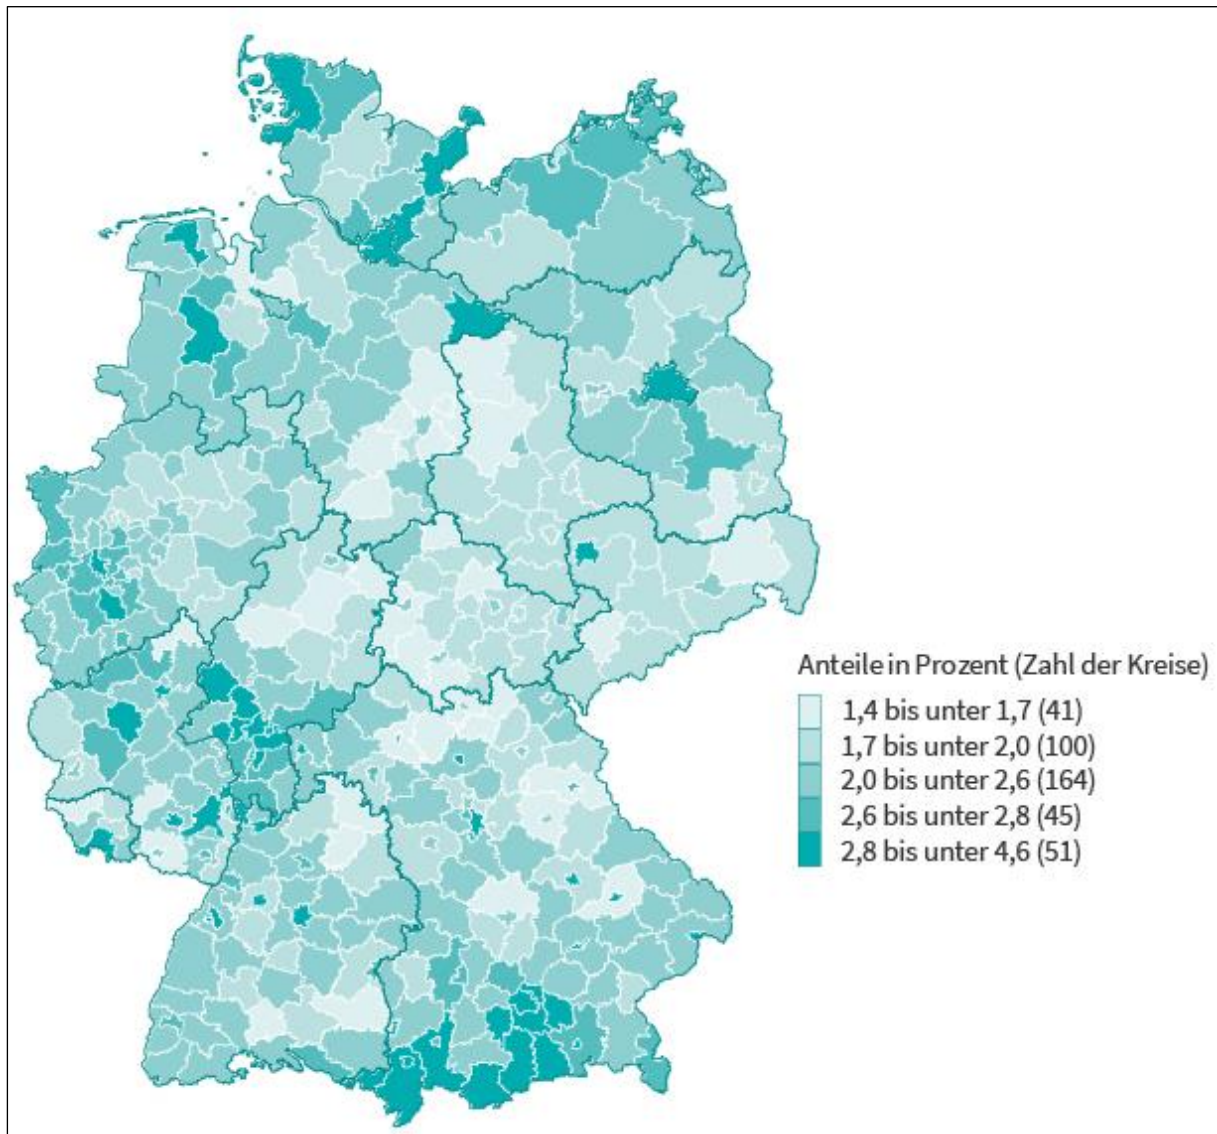 Anteile in Prozent (Zahl der Kreise)
1,4 bis unter 1,7 (41)
1,7 bis unter 2,0 (100)
2,0 bis unter 2,6 (164)
2,6 bis unter 2,8 (45)
2,8 bis unter 4,6 (51)